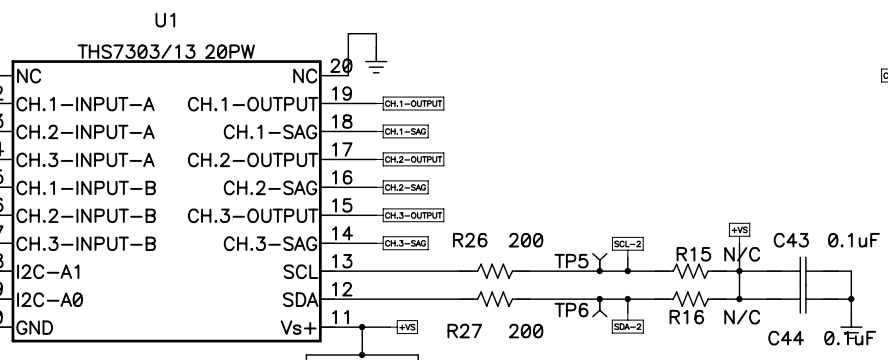 U1
THS7303/13 20PW
NC NC 20
CH.1-INPUT-A CH.1-OUTPUT 19 CH.1-OUTPUT
CH.2-INPUT-A CH.1-SAG 18 CH.1-SAG
CH.3-INPUT-A CH.2-OUTPUT 17 CH.2-OUTPUT
CH.1-INPUT-B CH.2-SAG 16 CH.2-SAG
CH.2-INPUT-B CH.3-OUTPUT 15 CH.3-OUTPUT
CH.3-INPUT-B CH.3-SAG 14 CH.3-SAG
R26 200 SCL-2 +VS C43 0.1uF
TP5 R15 N/C
I2C-A1 SCL 13
I2C-A0 SDA 12
TP6 R16 N/C
GND Vs+ 11 +VS
R27 200 SDA-2 C44 0.1uF